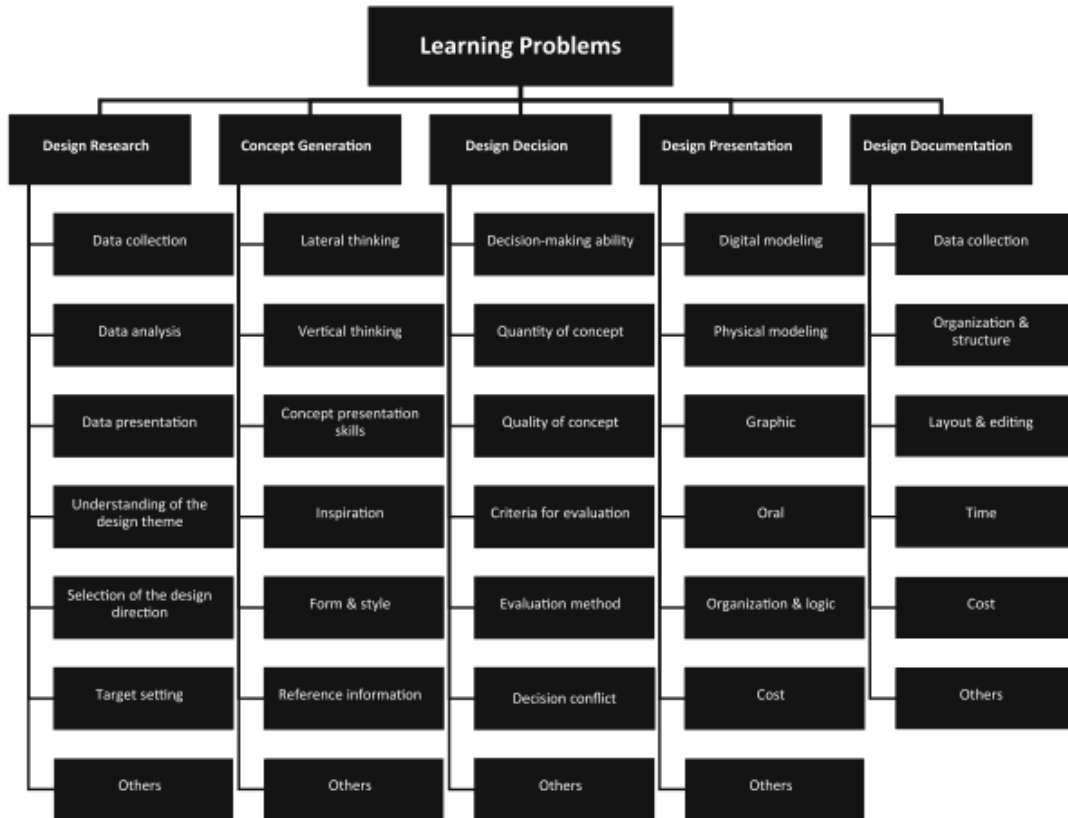 Learning Problems
Design Research
Concept Generation
Design Decision
Design Presentation
Design Documentation
Data collection
Data analysis
Data presentation
Understanding of the
design theme
Selection of the design
direction
Target setting
Others
Lateral thinking
Vertical thinking
Concept presentation
skills
Inspiration
Form & style
Reference information
Others
Decision-making ability
Quantity of concept
Quality of concept
Criteria for evaluation
Evaluation method
Decision conflict
Others
Digital modeling
Physical modeling
Graphic
Oral
Organization & logic
Cost
Others
Data collection
Organization &
structure
Layout & editing
Time
Cost
Others